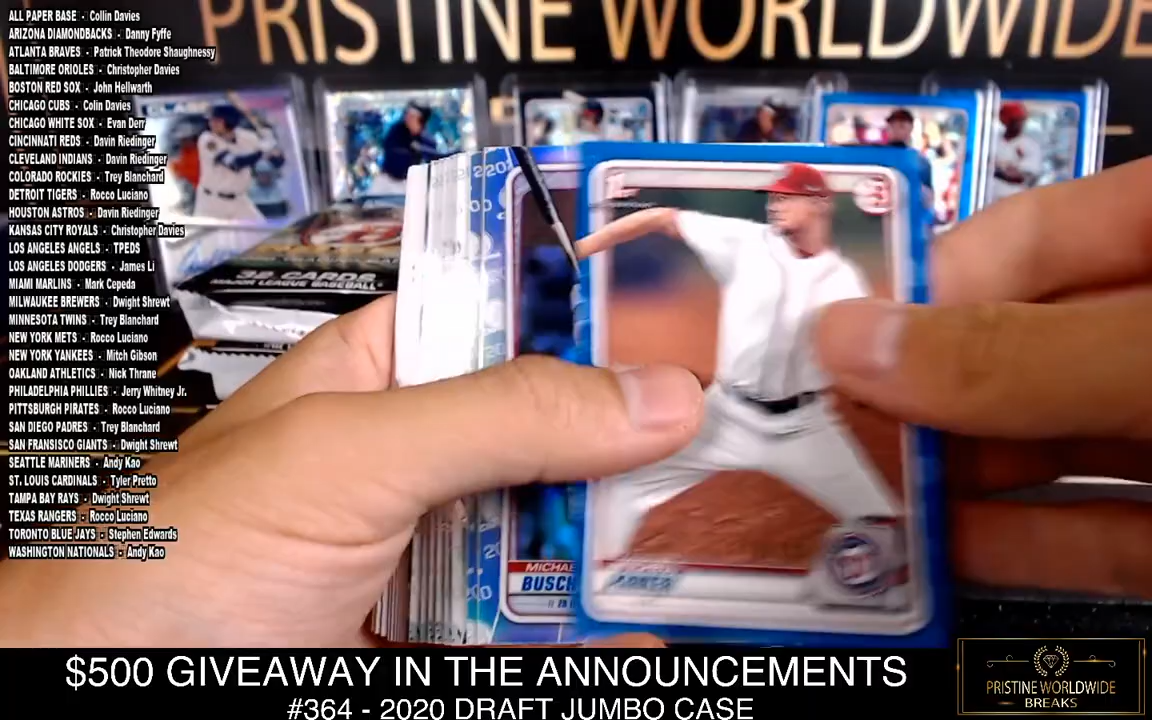 PRISTINE WORLDWIDE
ALL PAPER BASE - Collin Davies
ARIZONA DIAMONDBACKS - Danny Fyffe
ATLANTA BRAVES - Patrick Theodore Shaughnessy
BALTIMORE ORIOLES - Christopher Davies
BOSTON RED SOX - John Hellwarth
CHICAGO CUBS - Colin Davies
CHICAGO WHITE SOX - Evan Derr
CINCINNATI REDS - Davin Riedinger
CLEVELAND INDIANS - Davin Riedinger
COLORADO ROCKIES - Trey Blanchard
DETROIT TIGERS - Rocco Luciano
HOUSTON ASTROS - Davin Riedinger
KANSAS CITY ROYALS - Christopher Davies
LOS ANGELES ANGELS - TPEDS
LOS ANGELES DODGERS - James Li
MIAMI MARLINS - Mark Cepeda
MILWAUKEE BREWERS - Dwight Shrewt
MINNESOTA TWINS - Trey Blanchard
NEW YORK METS - Rocco Luciano
NEW YORK YANKEES - Mitch Gibson
OAKLAND ATHLETICS - Nick Thrane
PHILADELPHIA PHILLIES - Jerry Whitney Jr.
PITTSBURGH PIRATES - Rocco Luciano
SAN DIEGO PADRES - Trey Blanchard
SAN FRANSISCO GIANTS - Dwight Shrewt
SEATTLE MARINERS - Andy Kao
ST. LOUIS CARDINALS - Tyler Pretto
TAMPA BAY RAYS - Dwight Shrewt
TEXAS RANGERS - Rocco Luciano
TORONTO BLUE JAYS - Stephen Edwards
WASHINGTON NATIONALS - Andy Kao
32 CARDS
MAJOR LEAGUE BASEBALL
MICHAE
BUSCH
$500 GIVEAWAY IN THE ANNOUNCEMENTS
#364 - 2020 DRAFT JUMBO CASE
PRISTINE WORLDWIDE
BREAKS